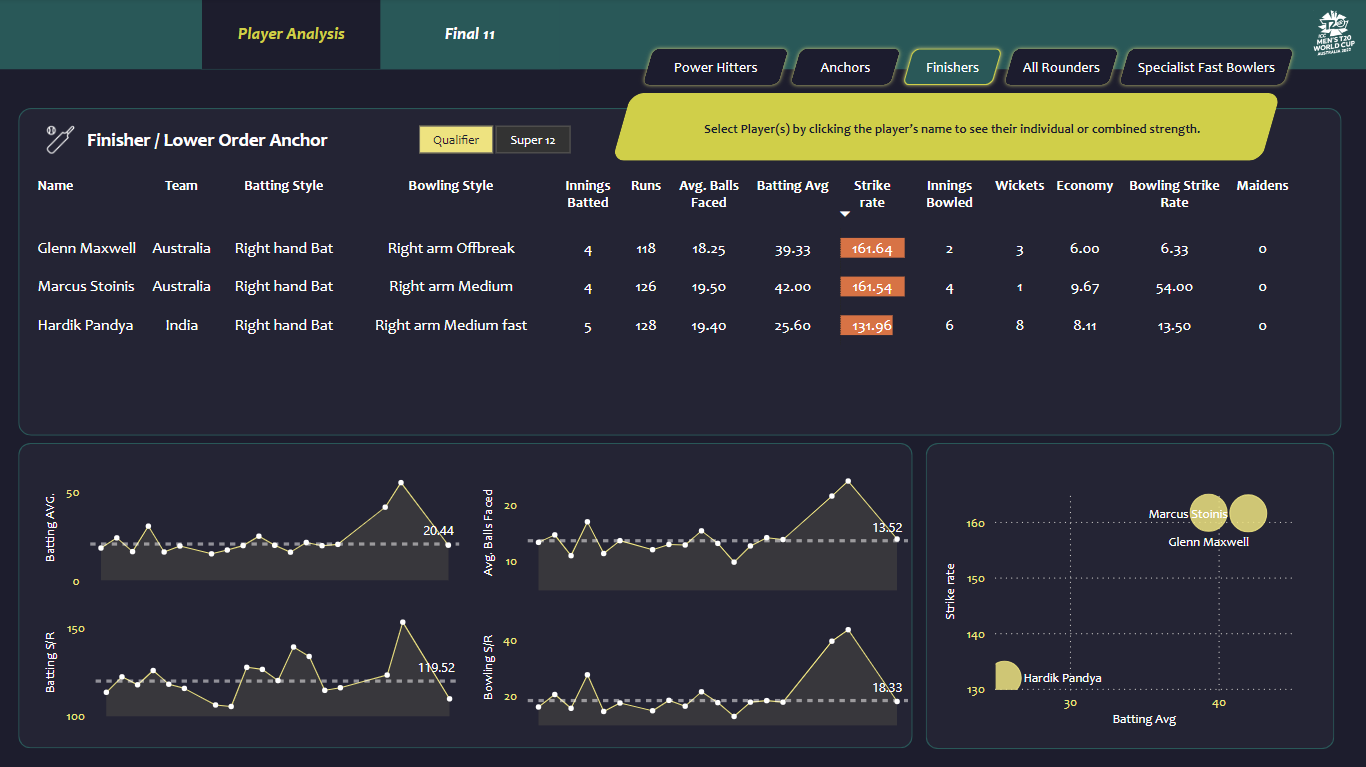 Player Analysis
Final 11
ICC
MEN'S T20
WORLD CUP
AUSTRALIA 2022
Power Hitters
Anchors
Finishers
All Rounders
Specialist Fast Bowlers
Select Player(s) by clicking the player's name to see their individual or combined strength.
Finisher / Lower Order Anchor
Qualifier
Super 12
Name Team Batting Style Bowling Style Innings Batted Runs Avg. Balls Faced Batting Avg Strike rate Innings Bowled Wickets Economy Bowling Strike Rate Maidens
Glenn Maxwell Australia Right hand Bat Right arm Offbreak 4 118 18.25 39.33 161.64 2 3 6.00 6.33 0
Marcus Stoinis Australia Right hand Bat Right arm Medium 4 126 19.50 42.00 161.54 4 1 9.67 54.00 0
Hardik Pandya India Right hand Bat Right arm Medium fast 5 128 19.40 25.60 131.96 6 8 8.11 13.50 0
Batting AVG.
50
0
20.44
Avg. Balls Faced
20
10
13.52
Batting S/R
150
100
119.52
Bowling S/R
40
20
18.33
Strike rate
160
150
140
130
Marcus Stoinis
Glenn Maxwell
Hardik Pandya
30
40
Batting Avg